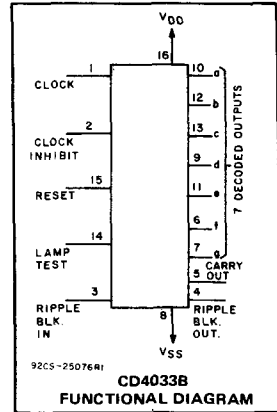 VDD
16
1
CLOCK
10 a
12 b
2
CLOCK
INHIBIT
13 c
9 d
15
RESET
11 e
6 f
14
LAMP
TEST
7 g
7 DECODED OUTPUTS
CARRY
OUT
5
3
RIPPLE
BLK.
IN
4
RIPPLE
BLK.
OUT.
8
VSS
92CS-25076R1
CD4033B
FUNCTIONAL DIAGRAM